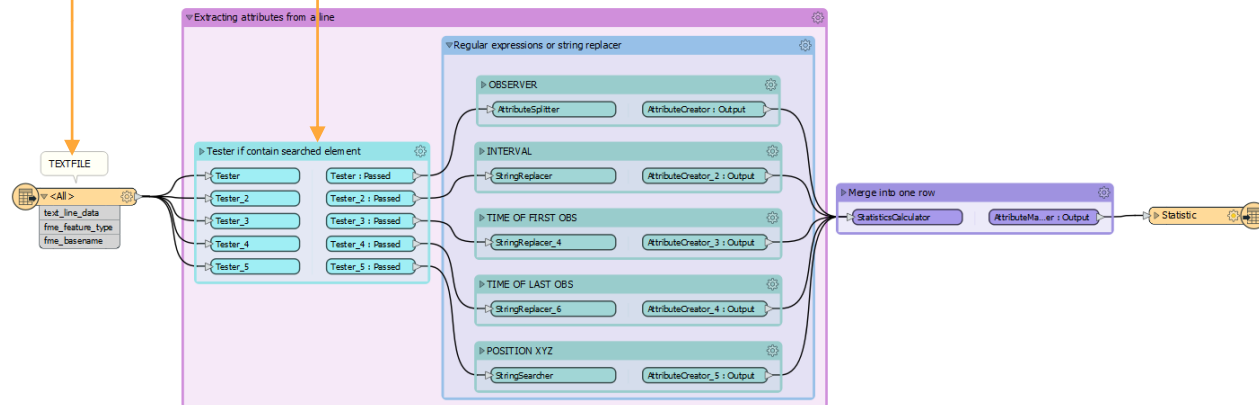 Extracting attributes from a line
Regular expressions or string replacer
OBSERVER
AttributeSplitter
AttributeCreator : Output
Tester if contain searched element
TEXTFILE
<All>
text_line_data
fme_feature_type
fme_basename
Tester
Tester : Passed
Tester_2
Tester_2 : Passed
Tester_3
Tester_3 : Passed
Tester_4
Tester_4 : Passed
Tester_5
Tester_5 : Passed
INTERVAL
StringReplacer
AttributeCreator_2 : Output
TIME OF FIRST OBS
StringReplacer_4
AttributeCreator_3 : Output
TIME OF LAST OBS
StringReplacer_6
AttributeCreator_4 : Output
POSITION XYZ
StringSearcher
AttributeCreator_5 : Output
Merge into one row
StatisticsCalculator
AttributeMa...er : Output
Statistic